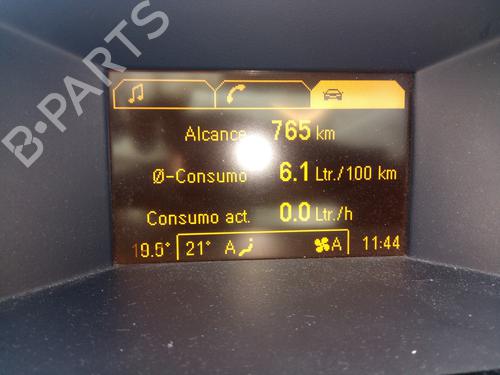 B-PARTS
Alcance 765 km
Ø-Consumo 6.1 Ltr./100 km
Consumo act. 0.0 Ltr./h
19.5° 21° A A 11:44